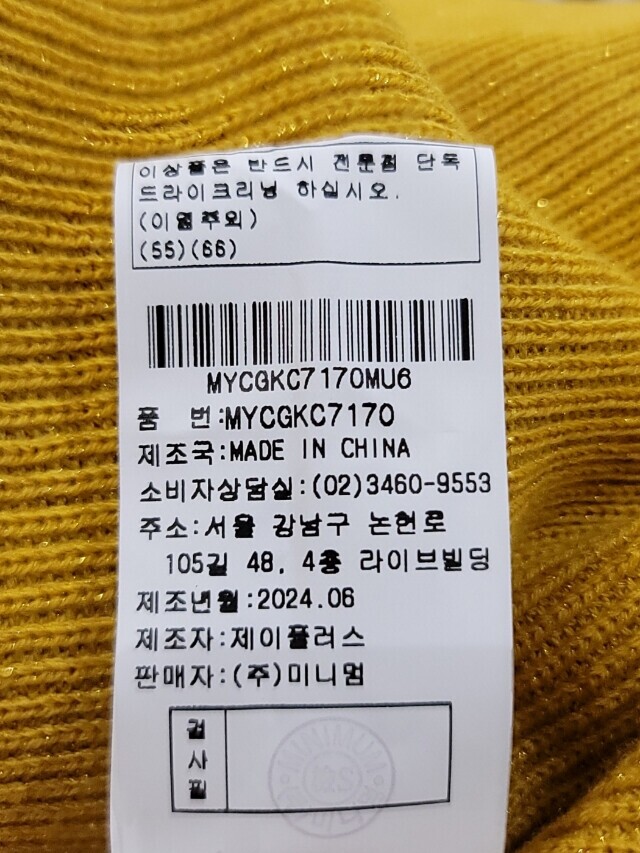 이상품은 반드시 전문점 단독
드라이크리닝 하십시오.
(이염주의)
(55)(66)
MYCGKC7170MU6
품 번:MYCGKC7170
제조국:MADE IN CHINA
소비자상담실:(02)3460-9553
주소:서울 강남구 논현로
105길 48, 4층 라이브빌딩
제조년월:2024.06
제조자:제이플러스
판매자:(주)미니멈
검사필
MINIMUM